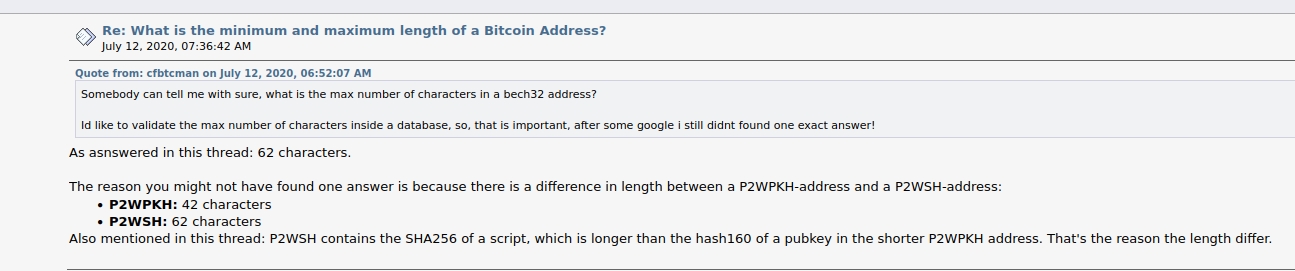 Re: What is the minimum and maximum length of a Bitcoin Address?
July 12, 2020, 07:36:42 AM
Quote from: cfbtcman on July 12, 2020, 06:52:07 AM
Somebody can tell me with sure, what is the max number of characters in a bech32 address?
Id like to validate the max number of characters inside a database, so, that is important, after some google i still didnt found one exact answer!
As asnswered in this thread: 62 characters.
The reason you might not have found one answer is because there is a difference in length between a P2WPKH-address and a P2WSH-address:
• P2WPKH: 42 characters
• P2WSH: 62 characters
Also mentioned in this thread: P2WSH contains the SHA256 of a script, which is longer than the hash160 of a pubkey in the shorter P2WPKH address. That's the reason the length differ.